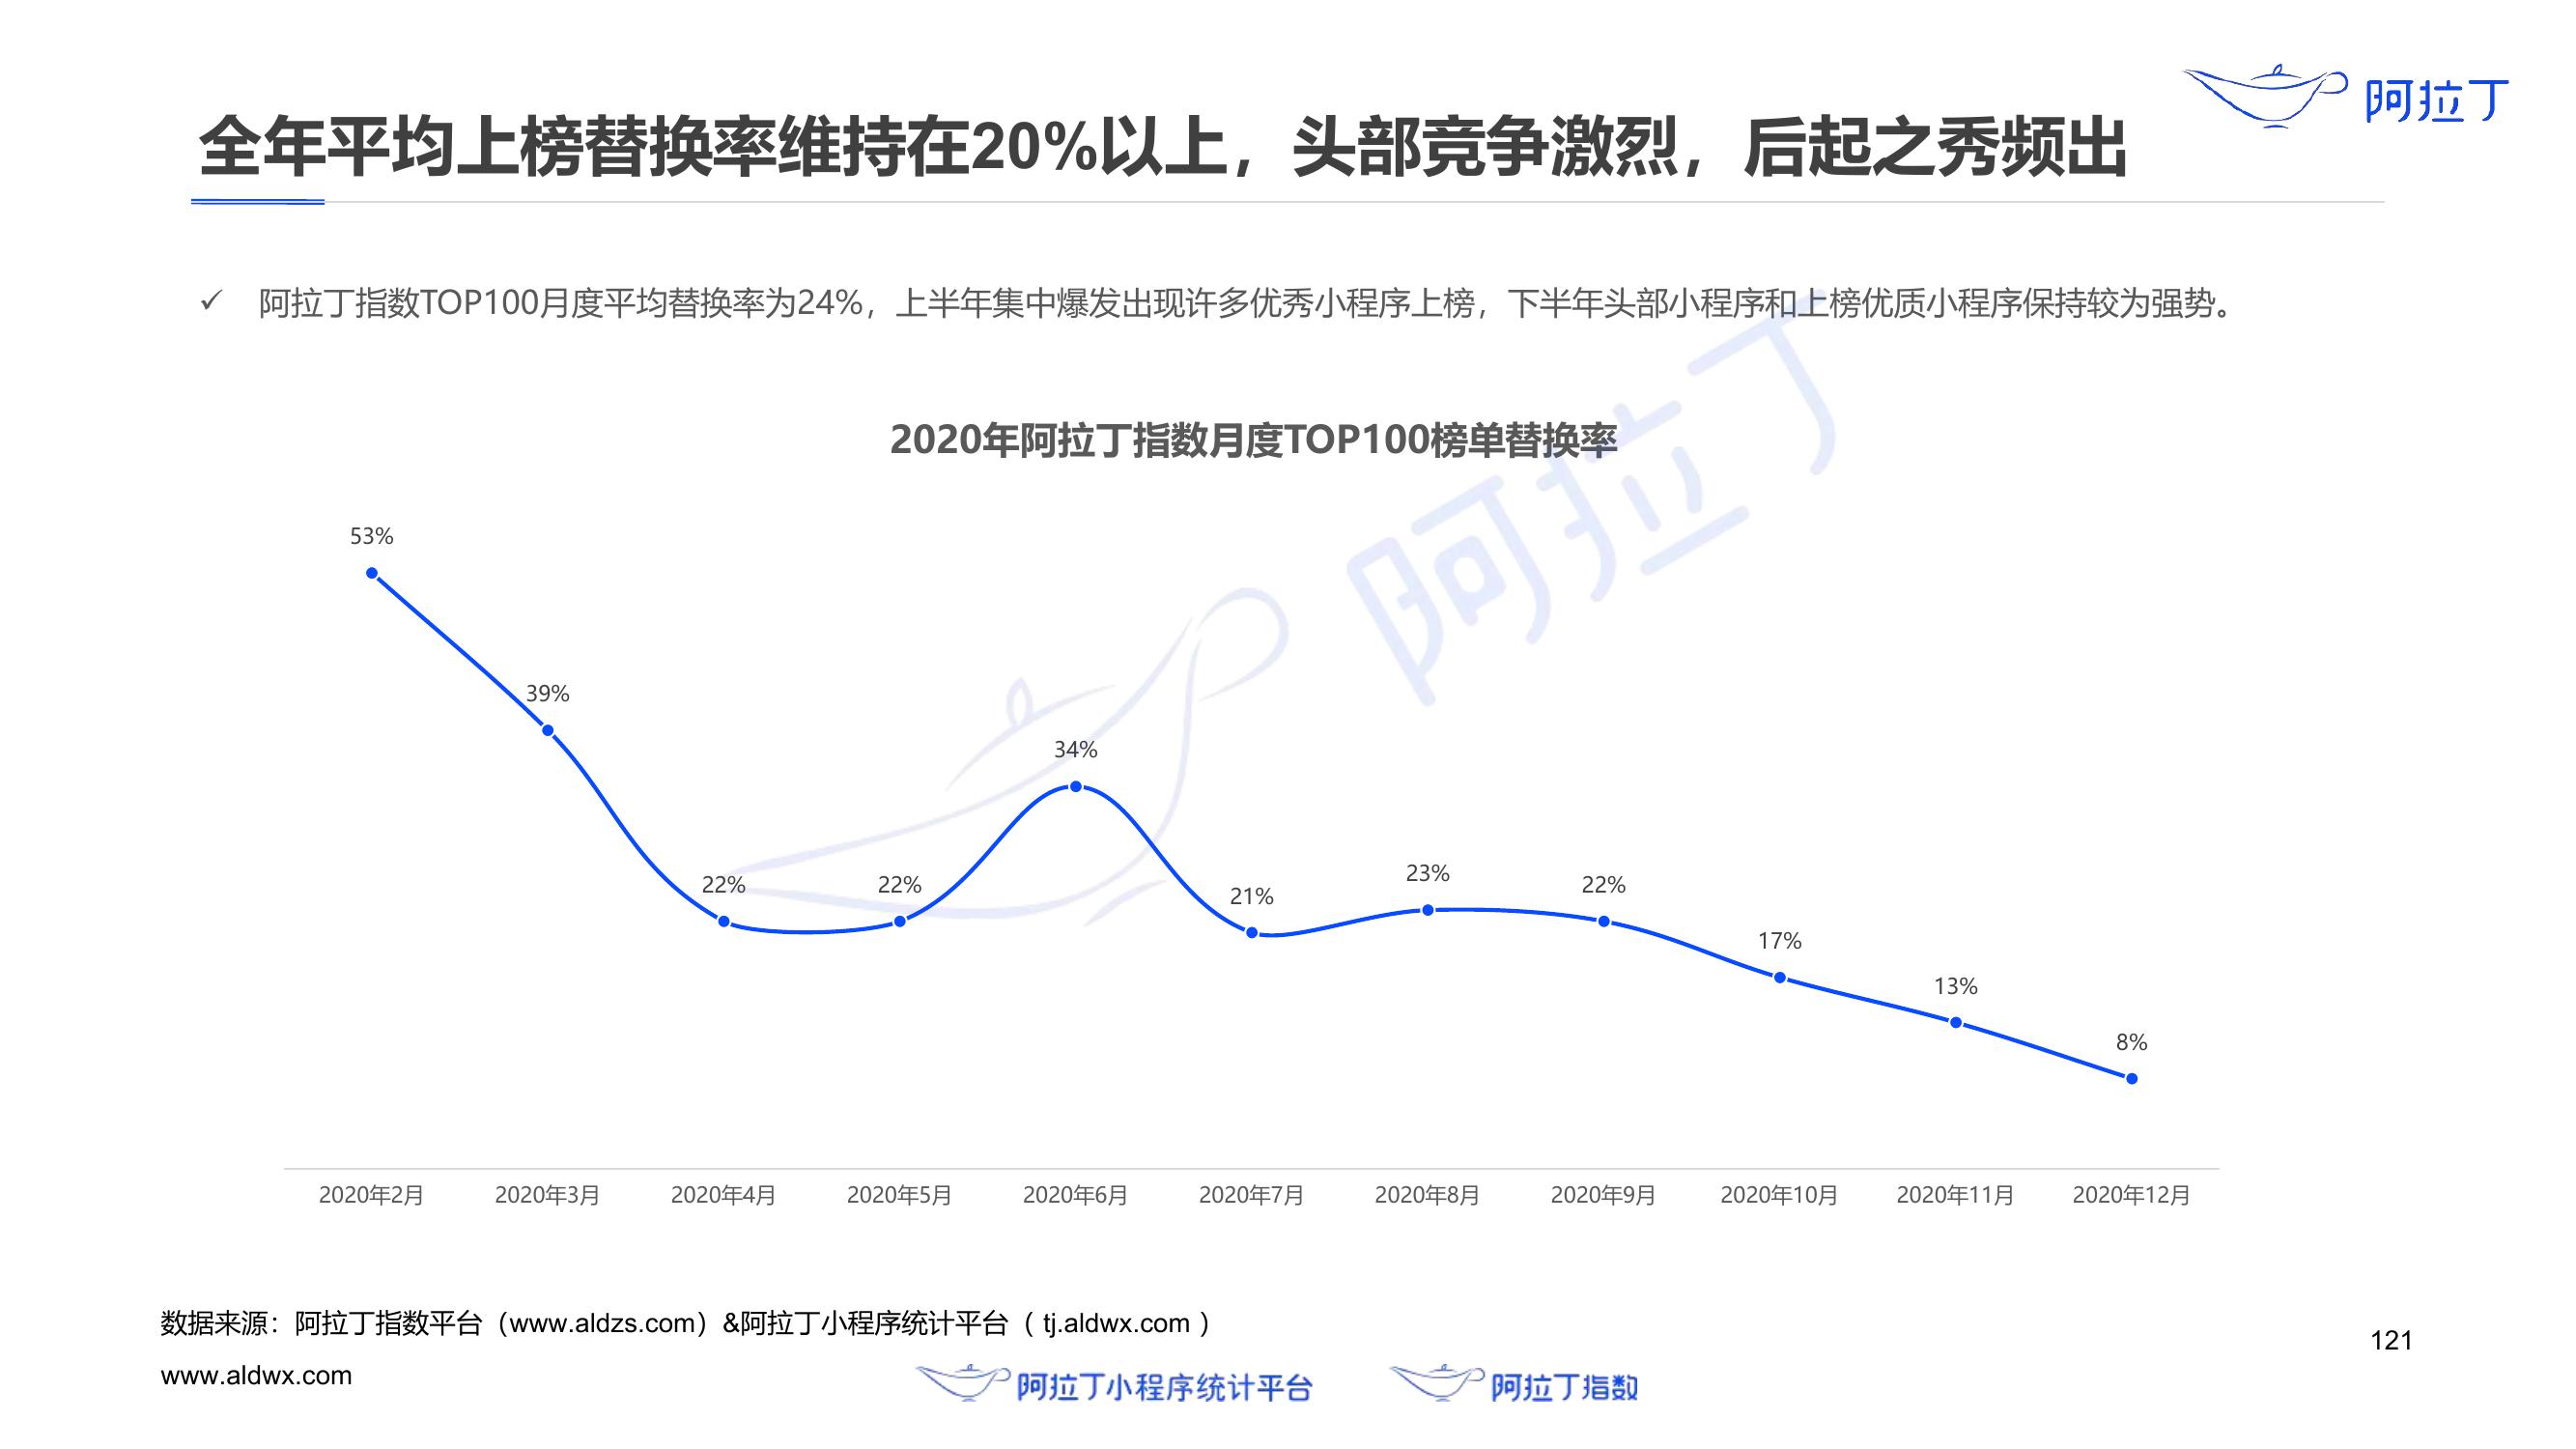 阿拉丁
全年平均上榜替换率维持在20%以上，头部竞争激烈，后起之秀频出
✓ 阿拉丁指数TOP100月度平均替换率为24%，上半年集中爆发出现许多优秀小程序上榜，下半年头部小程序和上榜优质小程序保持较为强势。
阿拉丁
2020年阿拉丁指数月度TOP100榜单替换率
53%
39%
22%
22%
34%
21%
23%
22%
17%
13%
8%
2020年2月
2020年3月
2020年4月
2020年5月
2020年6月
2020年7月
2020年8月
2020年9月
2020年10月
2020年11月
2020年12月
数据来源：阿拉丁指数平台（www.aldzs.com）&阿拉丁小程序统计平台（ tj.aldwx.com ）
121
www.aldwx.com
阿拉丁小程序统计平台
阿拉丁指数